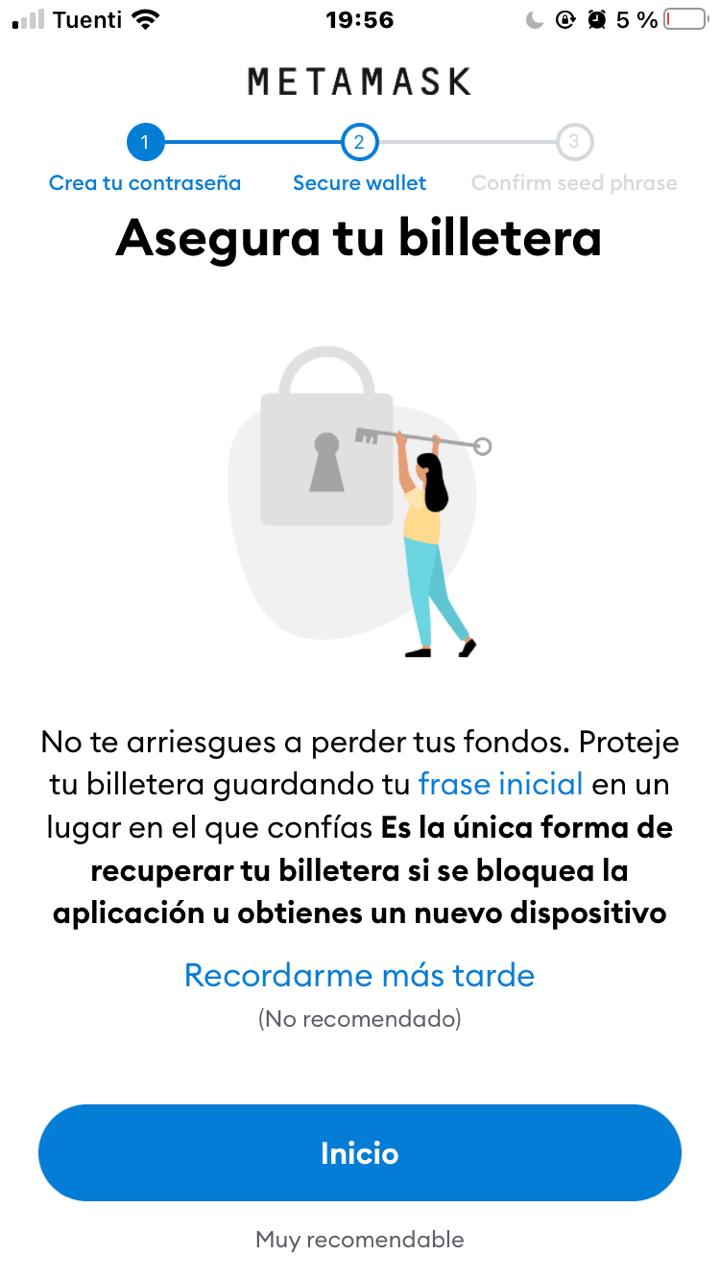 Tuenti 19:56 5 %
METAMASK
1 2 3
Crea tu contraseña Secure wallet Confirm seed phrase
Asegura tu billetera
No te arriesgues a perder tus fondos. Proteje
tu billetera guardando tu frase inicial en un
lugar en el que confías Es la única forma de
recuperar tu billetera si se bloquea la
aplicación u obtienes un nuevo dispositivo
Recordarme más tarde
(No recomendado)
Inicio
Muy recomendable